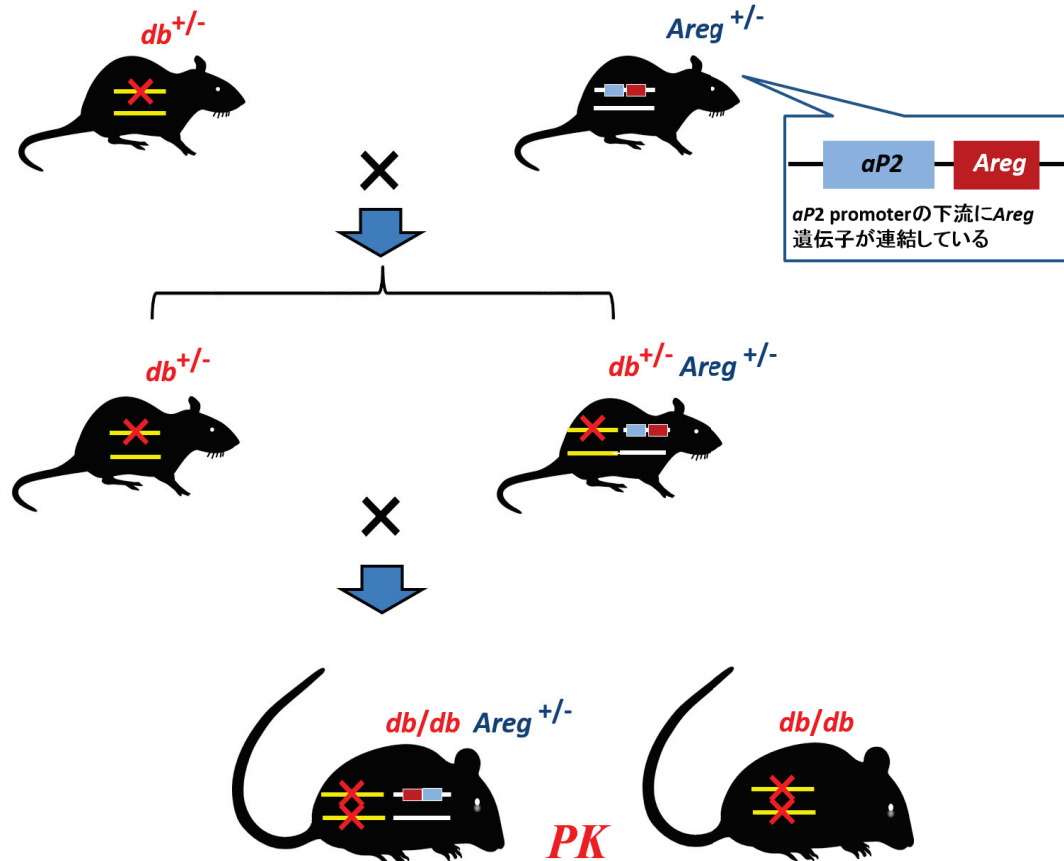 db+/-
Areg +/-
×
aP2
Areg
aP2 promoterの下流にAreg
遺伝子が連結している
db+/-
db+/- Areg +/-
×
db/db Areg +/-
db/db
PK